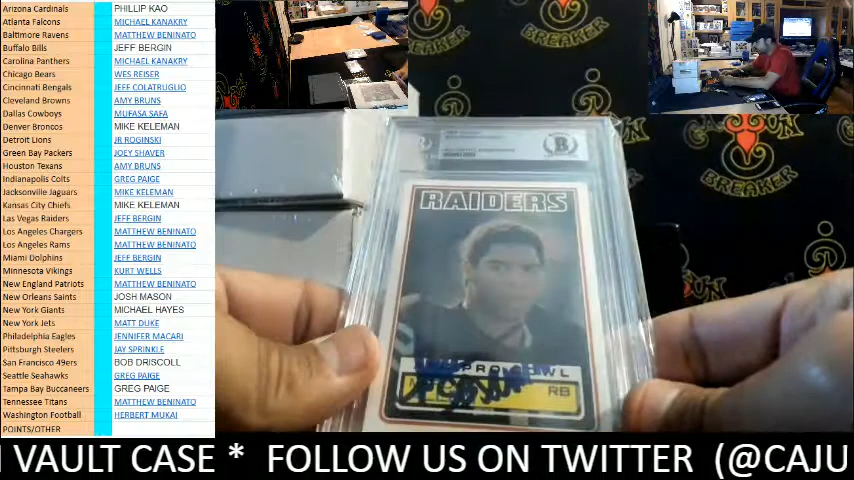 Arizona Cardinals PHILLIP KAO
Atlanta Falcons MICHAEL KANAKRY
Baltimore Ravens MATTHEW BENINATO
Buffalo Bills JEFF BERGIN
Carolina Panthers MICHAEL KANAKRY
Chicago Bears WES REISER
Cincinnati Bengals JEFF COLATRUGLIO
Cleveland Browns AMY BRUNS
Dallas Cowboys MUFASA SAFA
Denver Broncos MIKE KELEMAN
Detroit Lions JR ROGINSKI
Green Bay Packers JOEY SHAVER
Houston Texans AMY BRUNS
Indianapolis Colts GREG PAIGE
Jacksonville Jaguars MIKE KELEMAN
Kansas City Chiefs MIKE KELEMAN
Las Vegas Raiders JEFF BERGIN
Los Angeles Chargers MATTHEW BENINATO
Los Angeles Rams MATTHEW BENINATO
Miami Dolphins JEFF BERGIN
Minnesota Vikings KURT WELLS
New England Patriots MATTHEW BENINATO
New Orleans Saints JOSH MASON
New York Giants MICHAEL HAYES
New York Jets MATT DUKE
Philadelphia Eagles JENNIFER MACARI
Pittsburgh Steelers JAY SPRINKLE
San Francisco 49ers BOB DRISCOLL
Seattle Seahawks GREG PAIGE
Tampa Bay Buccaneers GREG PAIGE
Tennessee Titans MATTHEW BENINATO
Washington Football HERBERT MUKAI
POINTS/OTHER
BREAKER
BREAKER
CAJUN
BREAKER
B
RAIDERS
PRO BOWL
RB
VAULT CASE * FOLLOW US ON TWITTER (@CAJU